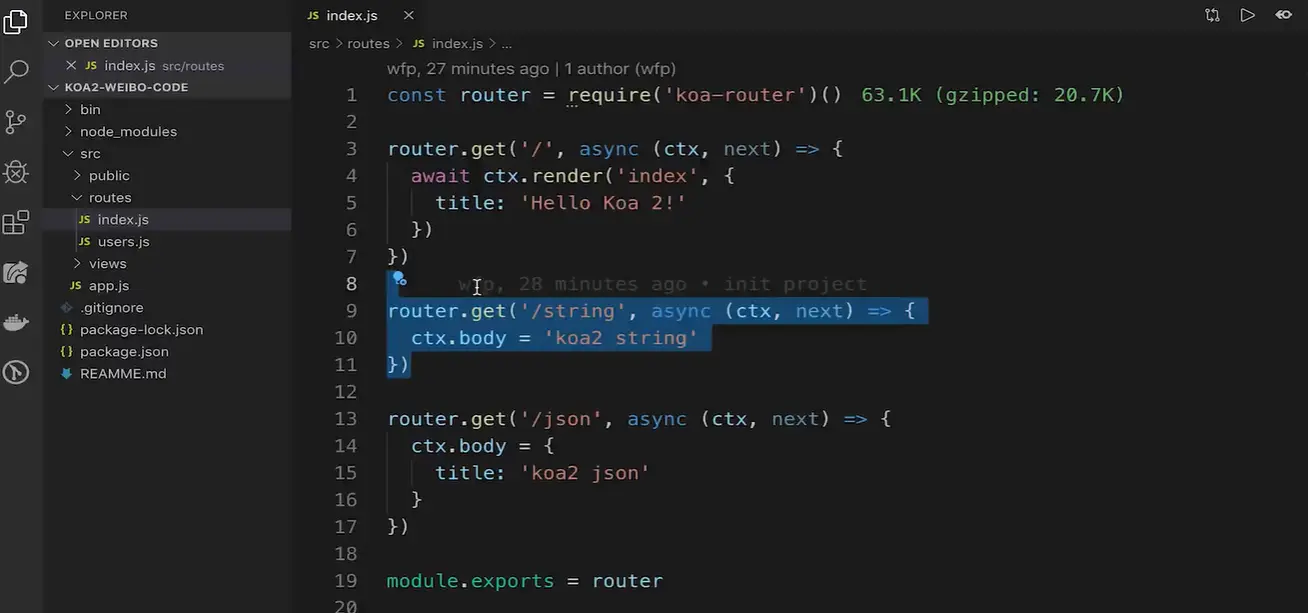 EXPLORER
OPEN EDITORS
JS index.js src/routes
KOA2-WEIBO-CODE
bin
node_modules
src
public
routes
JS index.js
JS users.js
views
JS app.js
.gitignore
{} package-lock.json
{} package.json
REAMME.md
JS index.js
src > routes > JS index.js > ...
wfp, 27 minutes ago | 1 author (wfp)
1 const router = require('koa-router')() 63.1K (gzipped: 20.7K)
2
3 router.get('/', async (ctx, next) => {
4 await ctx.render('index', {
5 title: 'Hello Koa 2!'
6 })
7 })
8 wfp, 28 minutes ago • init project
9 router.get('/string', async (ctx, next) => {
10 ctx.body = 'koa2 string'
11 })
12
13 router.get('/json', async (ctx, next) => {
14 ctx.body = {
15 title: 'koa2 json'
16 }
17 })
18
19 module.exports = router
20